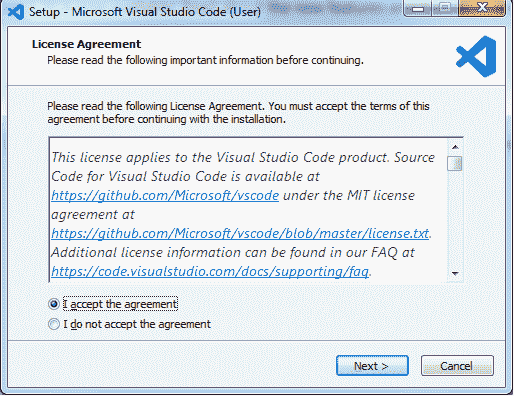 Setup - Microsoft Visual Studio Code (User)
License Agreement
Please read the following important information before continuing.
Please read the following License Agreement. You must accept the terms of this
agreement before continuing with the installation.
This license applies to the Visual Studio Code product. Source
Code for Visual Studio Code is available at
https://github.com/Microsoft/vscode under the MIT license
agreement at
https://github.com/Microsoft/vscode/blob/master/license.txt.
Additional license information can be found in our FAQ at
https://code.visualstudio.com/docs/supporting/faq.
I accept the agreement
I do not accept the agreement
Next >
Cancel